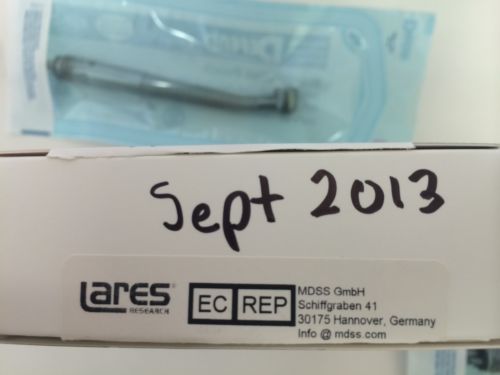 Sept 2013
Lares
RESEARCH
EC REP
MDSS GmbH
Schiffgraben 41
30175 Hannover, Germany
Info @ mdss.com